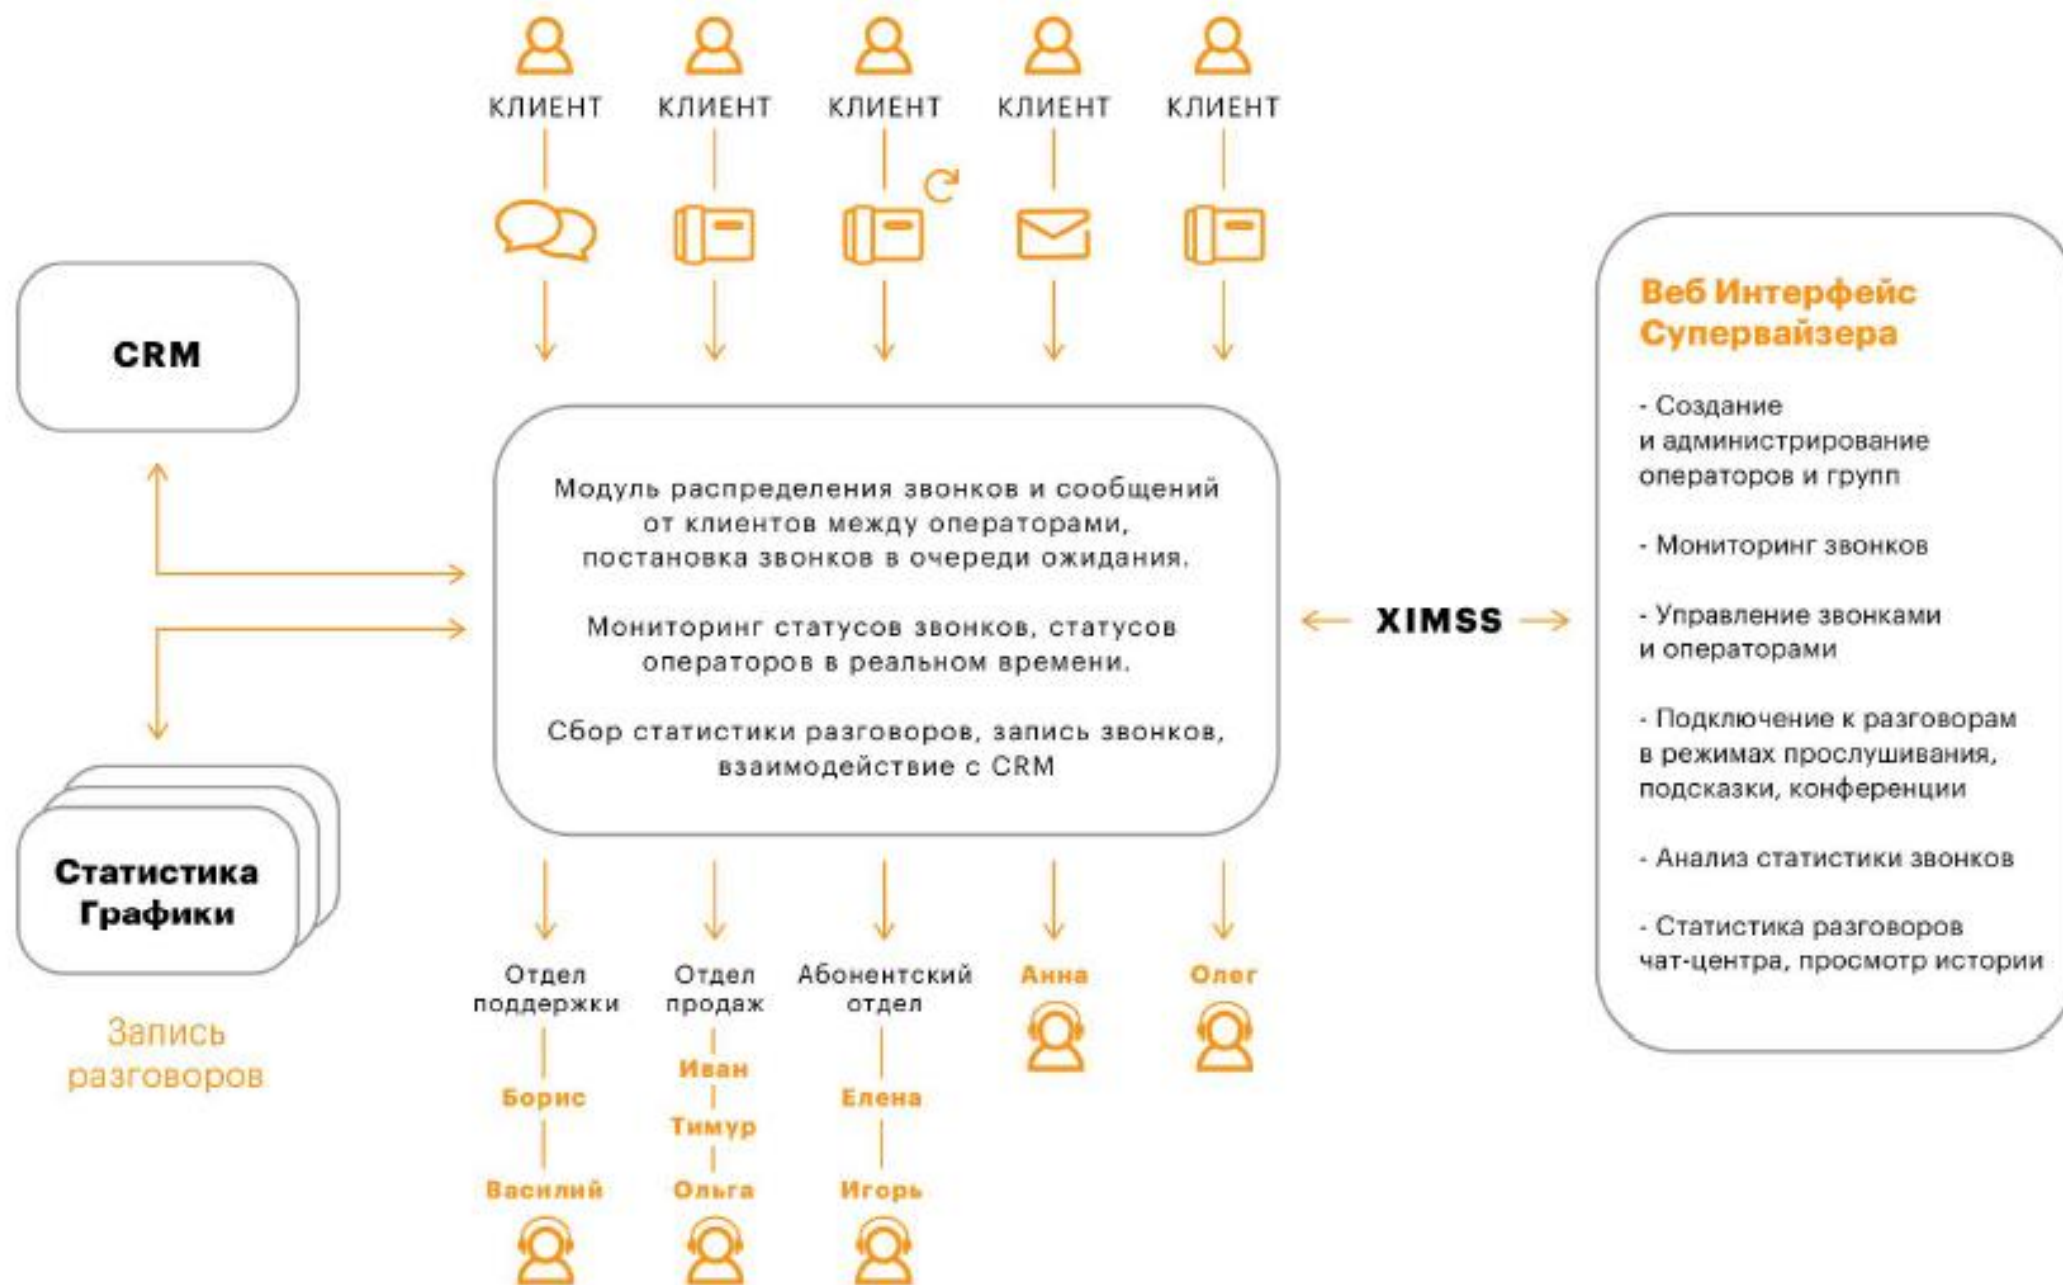 КЛИЕНТ КЛИЕНТ КЛИЕНТ КЛИЕНТ КЛИЕНТ
CRM
Модуль распределения звонков и сообщений
от клиентов между операторами,
постановка звонков в очереди ожидания.
Мониторинг статусов звонков, статусов
операторов в реальном времени.
Сбор статистики разговоров, запись звонков,
взаимодействие с CRM
XIMSS
Веб Интерфейс
Супервайзера
- Создание
и администрирование
операторов и групп
- Мониторинг звонков
- Управление звонками
и операторами
- Подключение к разговорам
в режимах прослушивания,
подсказки, конференции
- Анализ статистики звонков
- Статистика разговоров
чат-центра, просмотр истории
Статистика
Графики
Запись
разговоров
Отдел
поддержки
Борис
Василий
Отдел
продаж
Иван
Тимур
Ольга
Абонентский
отдел
Елена
Игорь
Анна
Олег